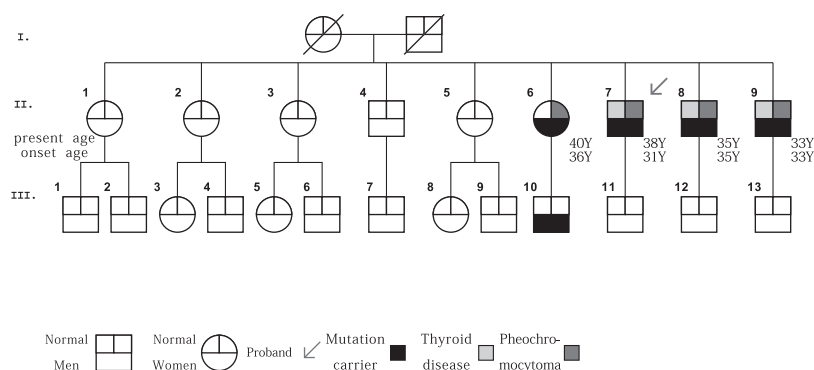 I.
II.
1 2 3 4 5 6 7 8 9
present age
onset age
40Y 38Y 35Y 33Y
36Y 31Y 35Y 33Y
III.
1 2 3 4 5 6 7 8 9 10 11 12 13
Normal Normal Proband Mutation Thyroid Pheochro-
Men Women carrier disease mocytoma